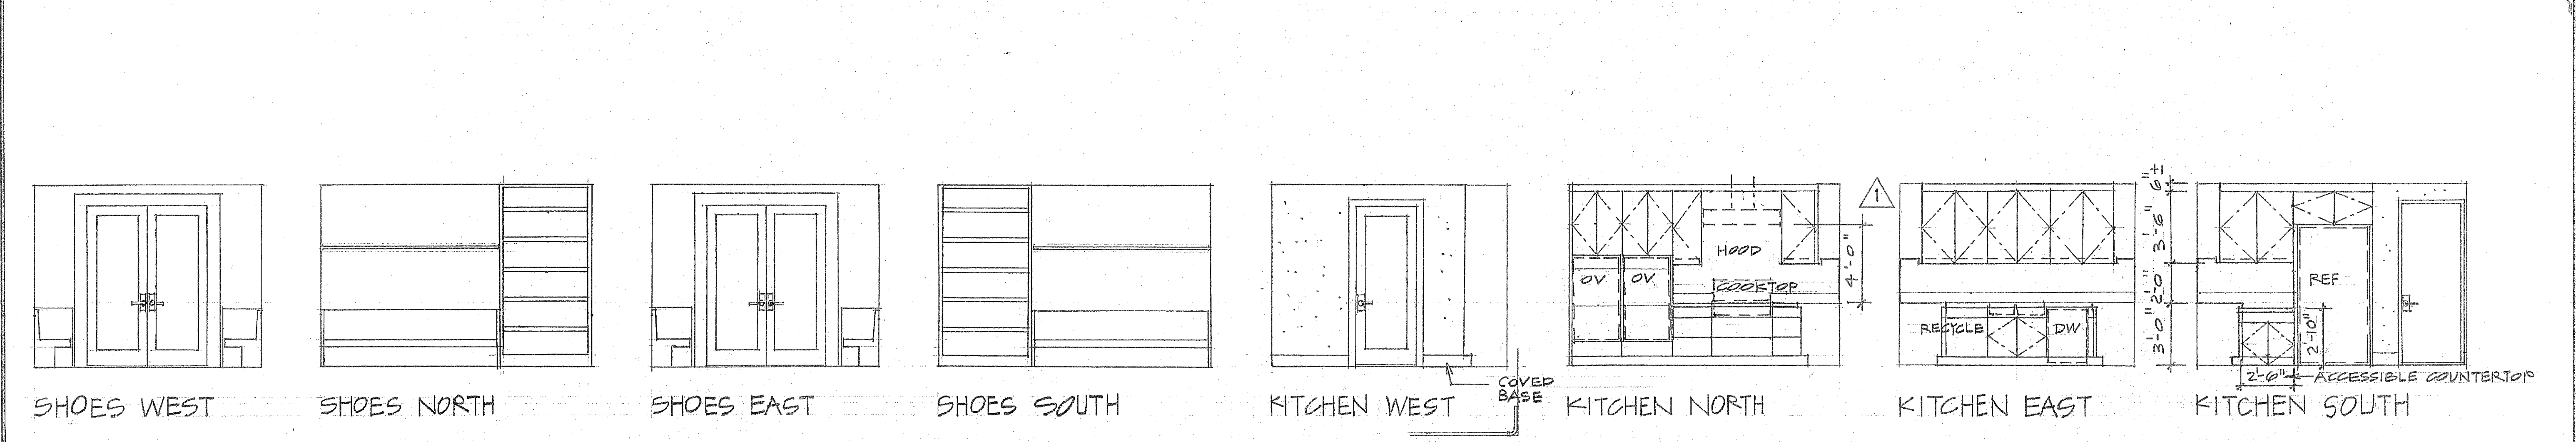 SHOES WEST
SHOES NORTH
SHOES EAST
SHOES SOUTH
COVED
BASE
KITCHEN WEST
OV
OV
HOOD
COOKTOP
4'-0"
1
KITCHEN NORTH
RECYCLE
DW
KITCHEN EAST
6"±
3'-6"
2'-0"
3'-0"
REF
2'-10"
2'-6"
ACCESSIBLE COUNTERTOP
KITCHEN SOUTH